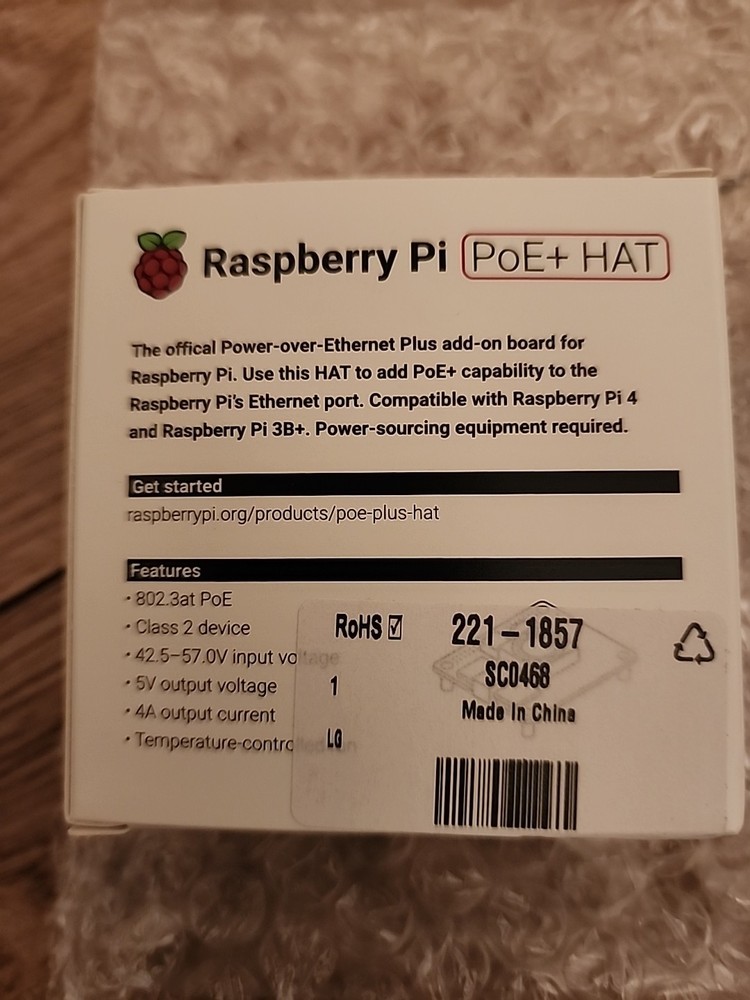 Raspberry Pi PoE+ HAT
The offical Power-over-Ethernet Plus add-on board for
Raspberry Pi. Use this HAT to add PoE+ capability to the
Raspberry Pi's Ethernet port. Compatible with Raspberry Pi 4
and Raspberry Pi 3B+. Power-sourcing equipment required.
Get started
raspberrypi.org/products/poe-plus-hat
Features
• 802.3at PoE
• Class 2 device
• 42.5–57.0V input voltage
• 5V output voltage
• 4A output current
• Temperature-controlled fan
RoHS ☑
221-1857
SC0468
1
Made In China
LG